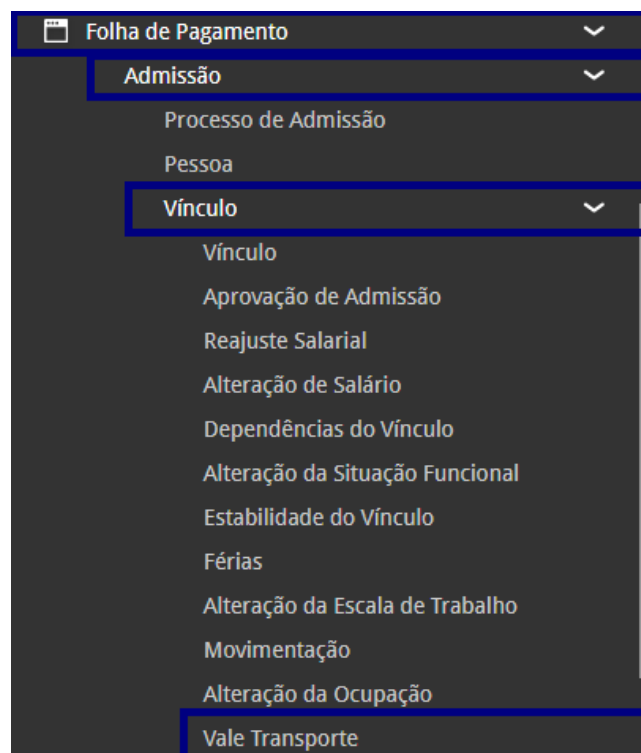 Folha de Pagamento
Admissão
Processo de Admissão
Pessoa
Vínculo
Vínculo
Aprovação de Admissão
Reajuste Salarial
Alteração de Salário
Dependências do Vínculo
Alteração da Situação Funcional
Estabilidade do Vínculo
Férias
Alteração da Escala de Trabalho
Movimentação
Alteração da Ocupação
Vale Transporte